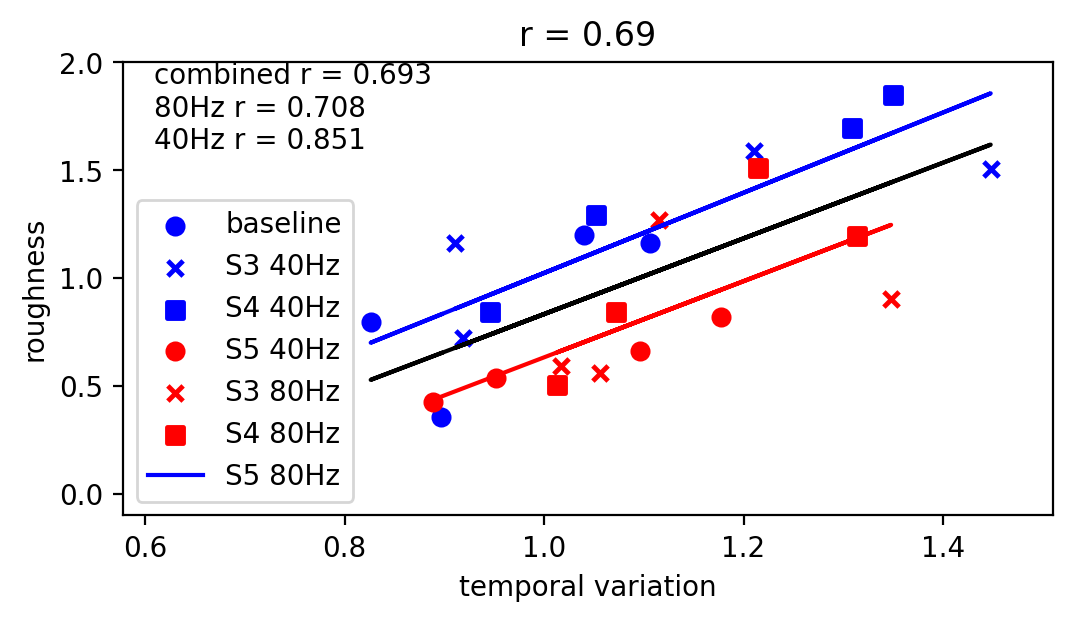 r = 0.69
combined r = 0.693
80Hz r = 0.708
40Hz r = 0.851
baseline
S3 40Hz
S4 40Hz
S5 40Hz
S3 80Hz
S4 80Hz
S5 80Hz
roughness
2.0
1.5
1.0
0.5
0.0
0.6 0.8 1.0 1.2 1.4
temporal variation